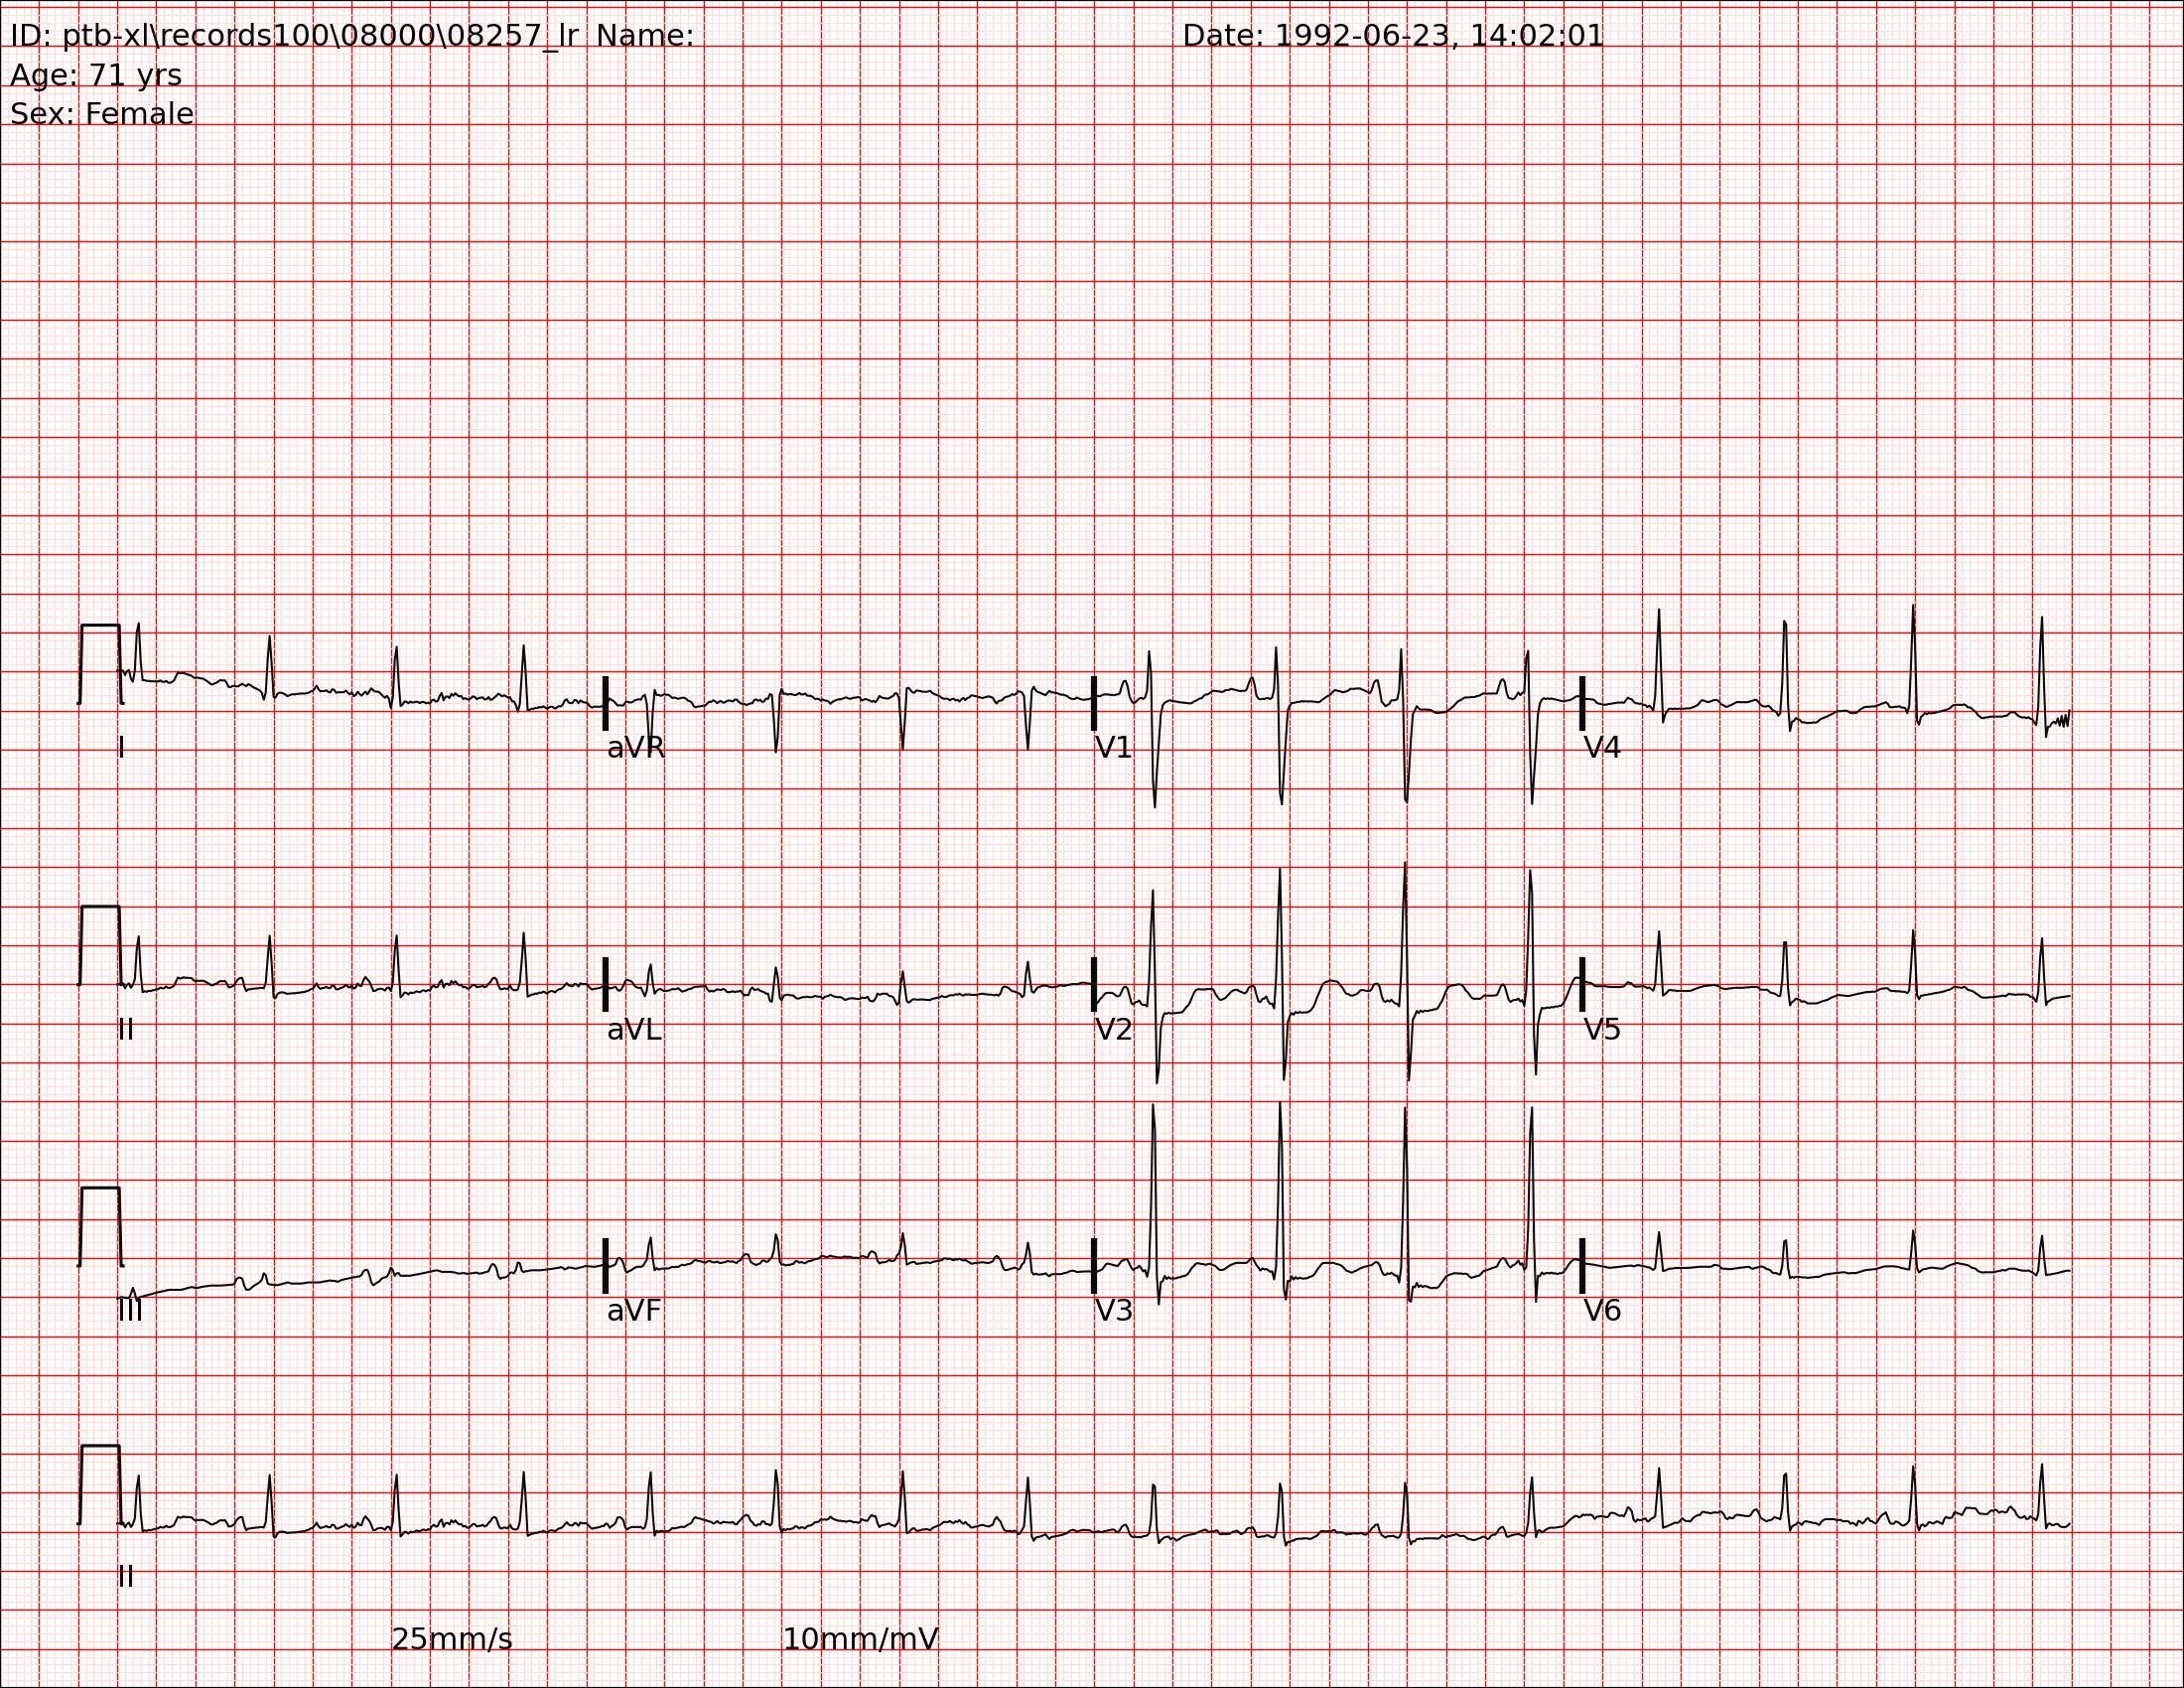 ID: ptb-xl\records100\08000\08257_lr Name: Date: 1992-06-23, 14:02:01
Age: 71 yrs
Sex: Female
I aVR V1 V4
II aVL V2 V5
III aVF V3 V6
II
25mm/s 10mm/mV